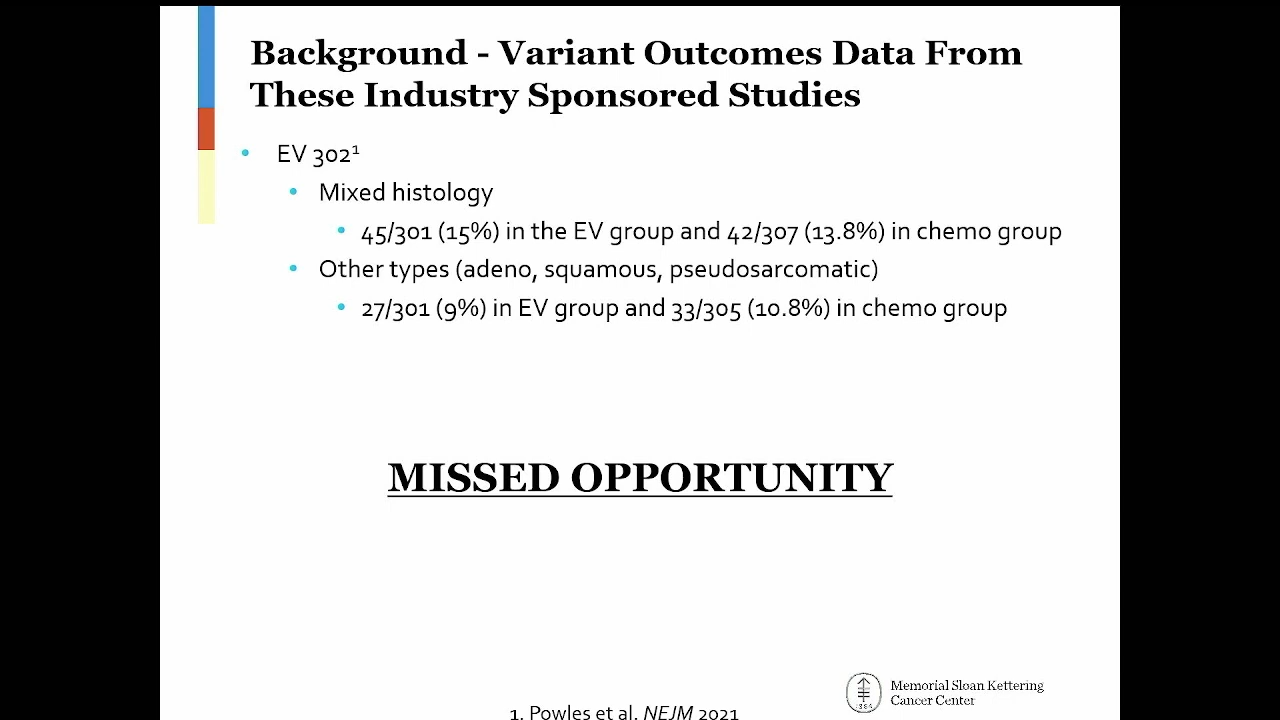 Background - Variant Outcomes Data From
These Industry Sponsored Studies
• EV 302¹
• Mixed histology
• 45/301 (15%) in the EV group and 42/307 (13.8%) in chemo group
• Other types (adeno, squamous, pseudosarcomatic)
• 27/301 (9%) in EV group and 33/305 (10.8%) in chemo group
MISSED OPPORTUNITY
Memorial Sloan Kettering
Cancer Center
1. Powles et al. NEJM 2021